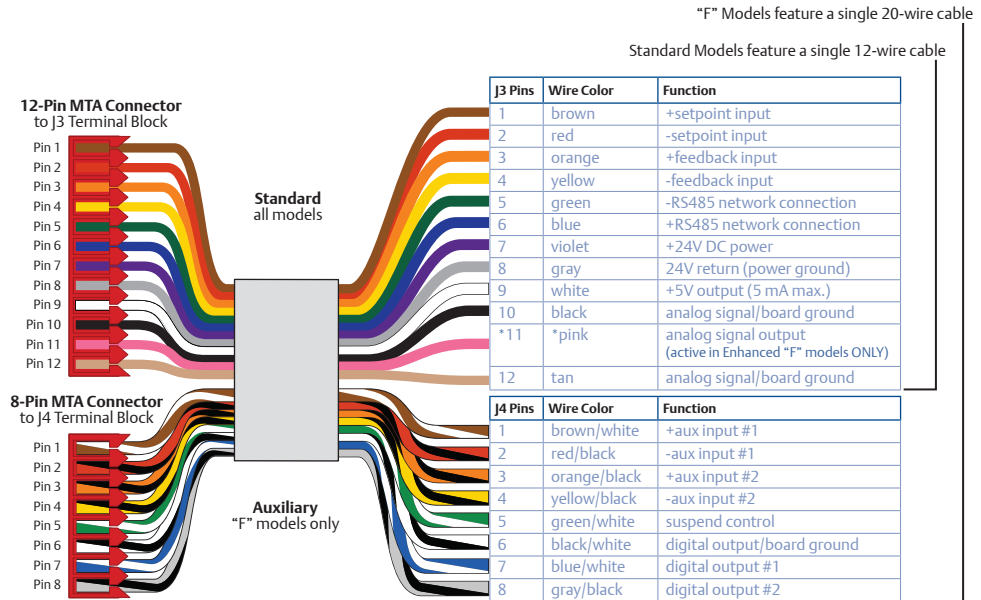 “F” Models feature a single 20-wire cable
Standard Models feature a single 12-wire cable
12-Pin MTA Connector
to J3 Terminal Block
Pin 1
Pin 2
Pin 3
Pin 4
Pin 5
Pin 6
Pin 7
Pin 8
Pin 9
Pin 10
Pin 11
Pin 12
Standard
all models
J3 Pins Wire Color Function
1 brown +setpoint input
2 red -setpoint input
3 orange +feedback input
4 yellow -feedback input
5 green -RS485 network connection
6 blue +RS485 network connection
7 violet +24V DC power
8 gray 24V return (power ground)
9 white +5V output (5 mA max.)
10 black analog signal/board ground
*11 *pink analog signal output
(active in Enhanced “F” models ONLY)
12 tan analog signal/board ground
8-Pin MTA Connector
to J4 Terminal Block
Pin 1
Pin 2
Pin 3
Pin 4
Pin 5
Pin 6
Pin 7
Pin 8
Auxiliary
“F” models only
J4 Pins Wire Color Function
1 brown/white +aux input #1
2 red/black -aux input #1
3 orange/black +aux input #2
4 yellow/black -aux input #2
5 green/white suspend control
6 black/white digital output/board ground
7 blue/white digital output #1
8 gray/black digital output #2